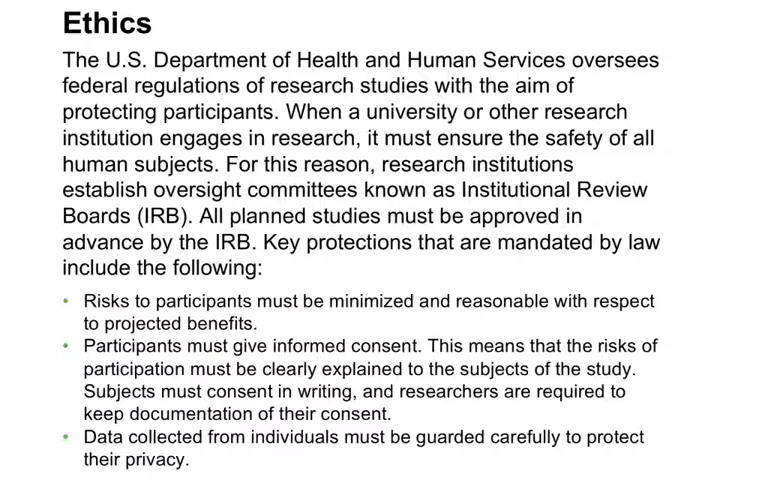 Ethics
The U.S. Department of Health and Human Services oversees
federal regulations of research studies with the aim of
protecting participants. When a university or other research
institution engages in research, it must ensure the safety of all
human subjects. For this reason, research institutions
establish oversight committees known as Institutional Review
Boards (IRB). All planned studies must be approved in
advance by the IRB. Key protections that are mandated by law
include the following:
• Risks to participants must be minimized and reasonable with respect
to projected benefits.
• Participants must give informed consent. This means that the risks of
participation must be clearly explained to the subjects of the study.
Subjects must consent in writing, and researchers are required to
keep documentation of their consent.
• Data collected from individuals must be guarded carefully to protect
their privacy.